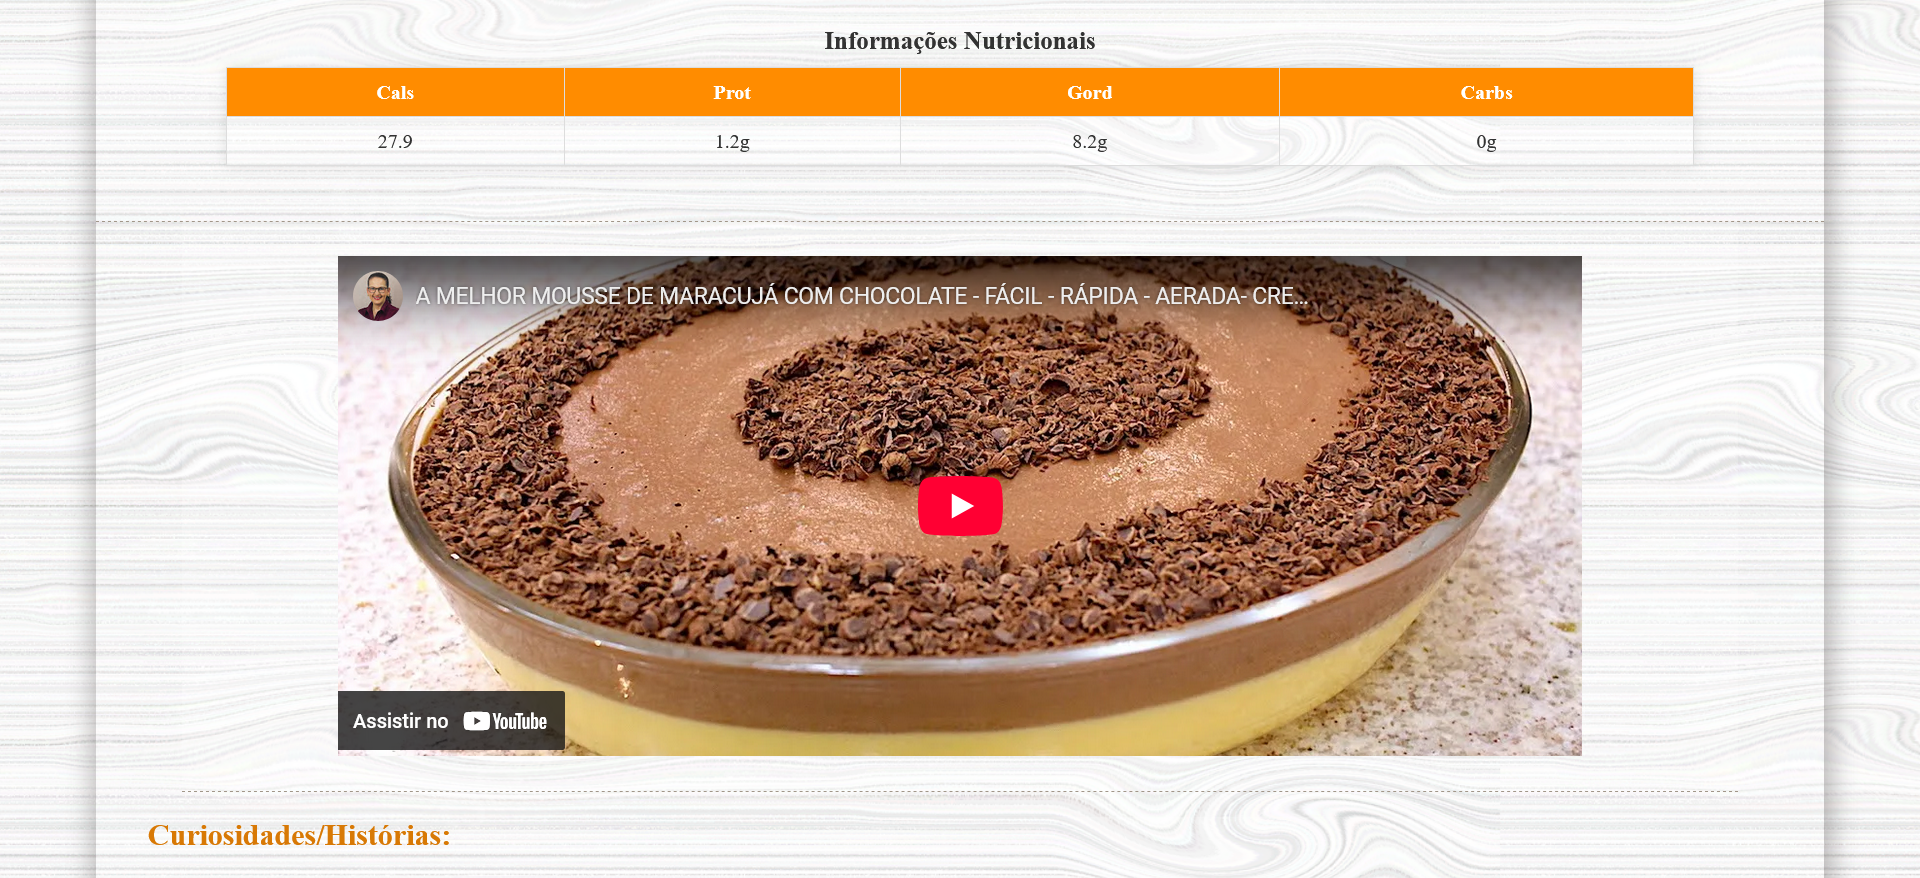 Informações Nutricionais
Cals Prot Gord Carbs
27.9 1.2g 8.2g 0g
A MELHOR MOUSSE DE MARACUJÁ COM CHOCOLATE - FÁCIL - RÁPIDA - AERADA- CRE...
Assistir no YouTube
Curiosidades/Histórias: